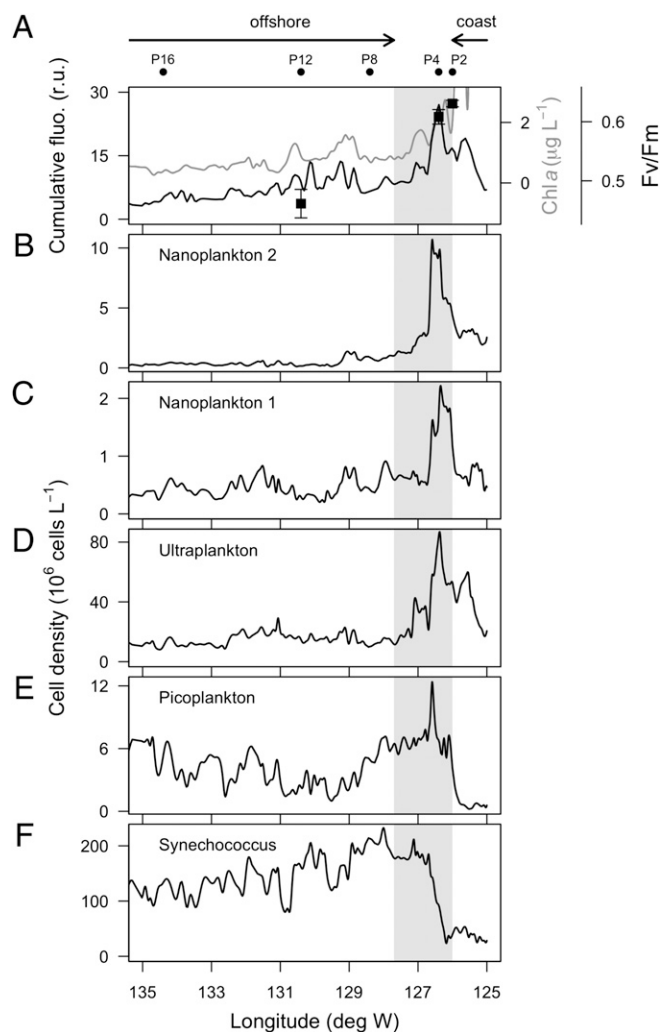 A
offshore
coast
P16 P12 P8 P4 P2
Cumulative fluo. (r.u.)
30
15
0
2
0
Chl a (μg L⁻¹)
0.6
0.5
Fv/Fm
B
Nanoplankton 2
10
5
0
C
Nanoplankton 1
2
1
0
Cell density (10⁶ cells L⁻¹)
D
Ultraplankton
80
40
0
E
Picoplankton
12
6
0
F
Synechococcus
200
100
0
135 133 131 129 127 125
Longitude (deg W)